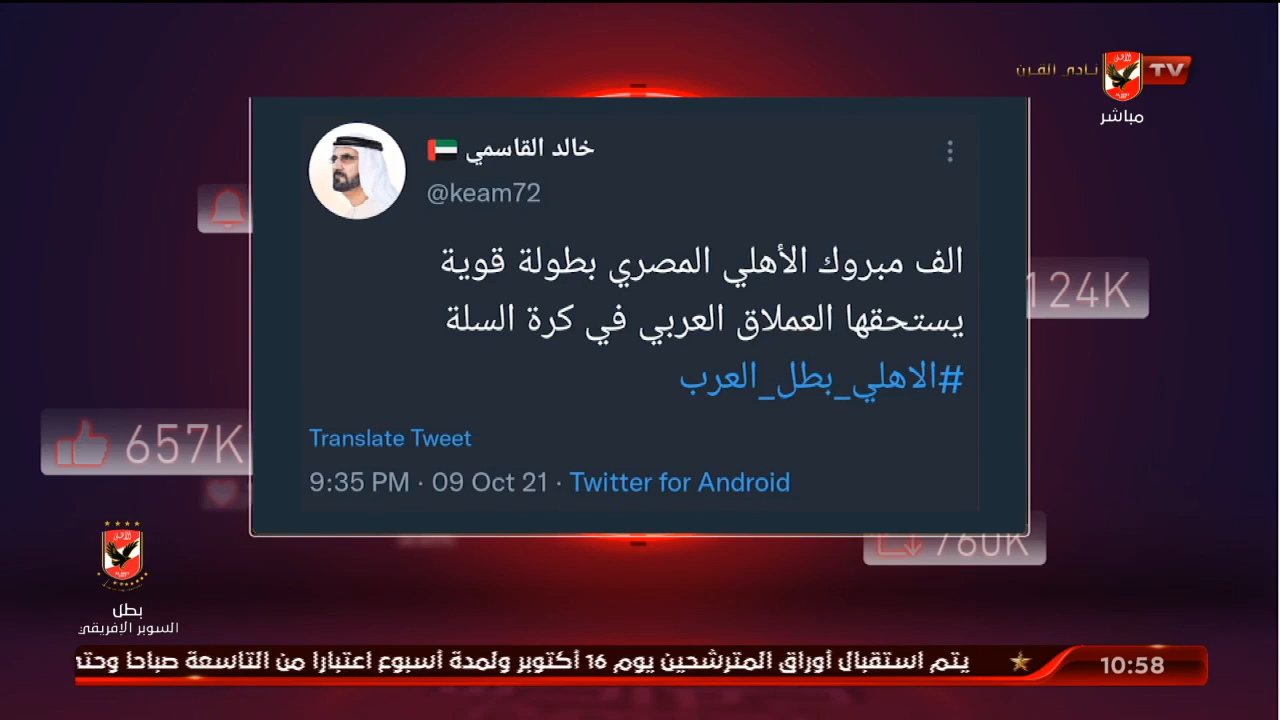 نادي القرن
TV
مباشر
خالد القاسمي
@keam72
الف مبروك الأهلي المصري بطولة قوية
يستحقها العملاق العربي في كرة السلة
#الاهلي_بطل_العرب
Translate Tweet
9:35 PM · 09 Oct 21 · Twitter for Android
124K
657K
760K
بطل
السوبر الإفريقي
يتم استقبال أوراق المترشحين يوم 16 أكتوبر ولمدة أسبوع اعتبارا من التاسعة صباحا وحتى
10:58